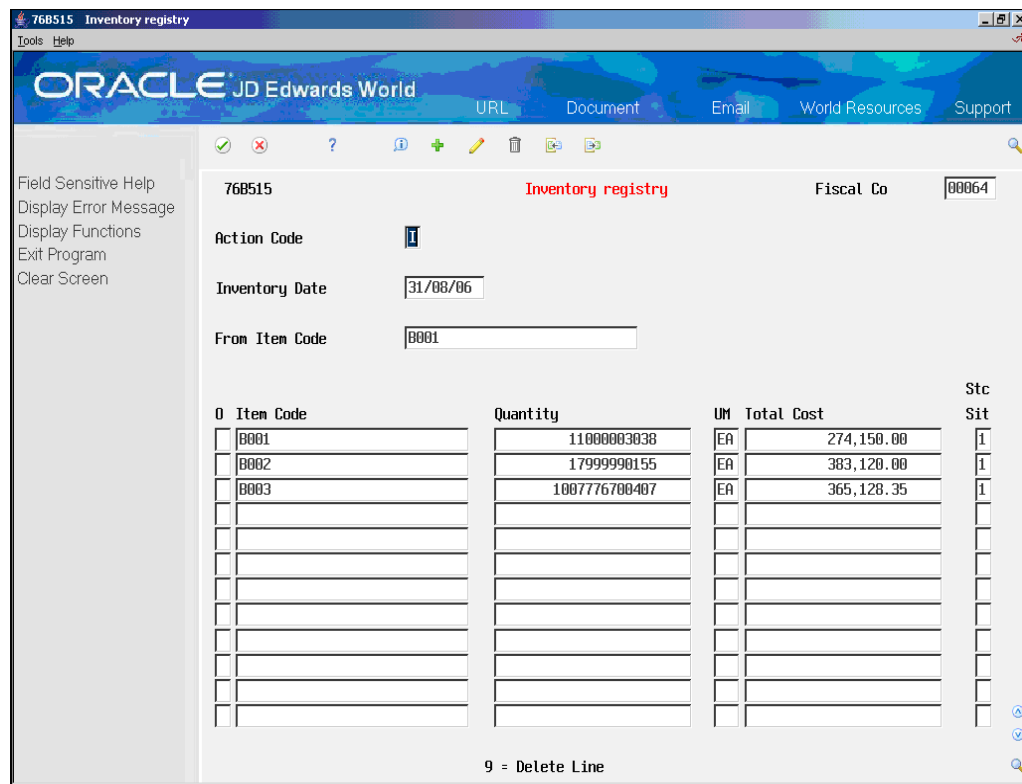 76B515 Inventory registry
Tools Help
ORACLE JD Edwards World
URL Document Email World Resources Support
Field Sensitive Help
Display Error Message
Display Functions
Exit Program
Clear Screen
76B515 Inventory registry Fiscal Co 00064
Action Code I
Inventory Date 31/08/06
From Item Code B001
Stc
O Item Code Quantity UM Total Cost Sit
B001 11000003038 EA 274,150.00 1
B002 17999990155 EA 383,120.00 1
B003 1007776700407 EA 365,128.35 1
9 = Delete Line